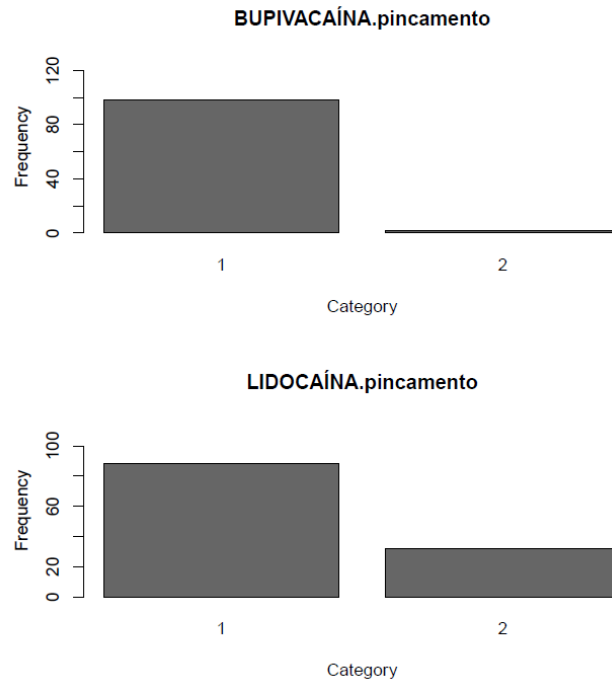 BUPIVACAÍNA.pincamento
120
80
40
0
Frequency
1 2
Category
LIDOCAÍNA.pincamento
100
60
20
0
Frequency
1 2
Category